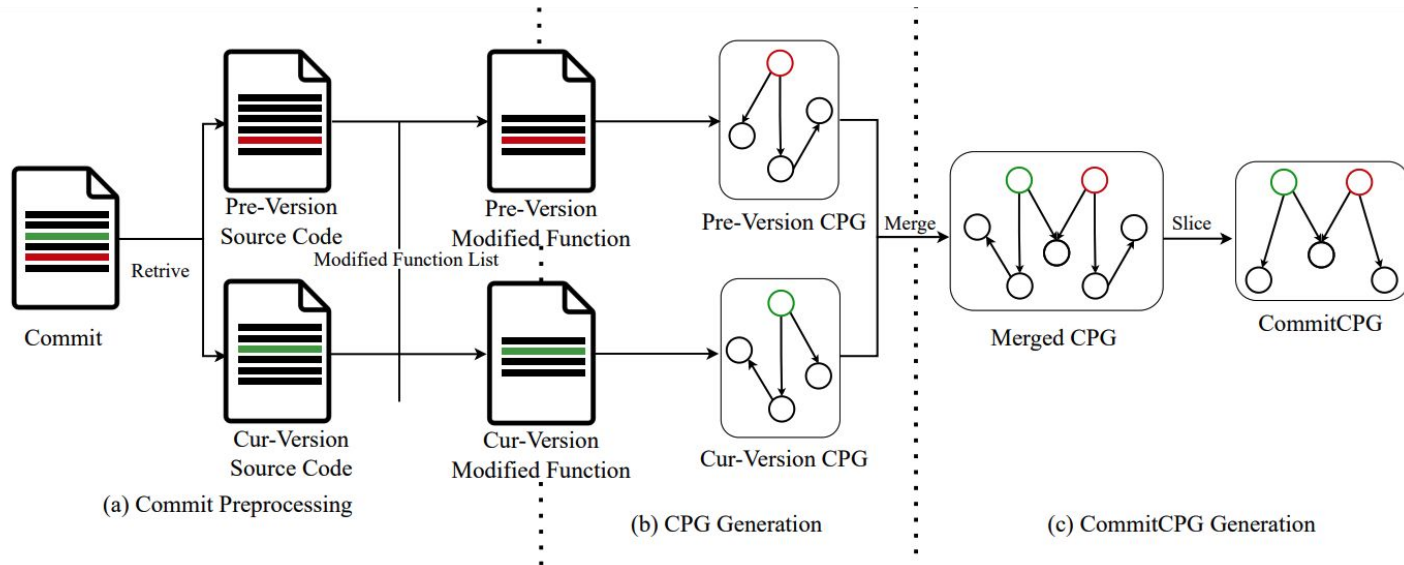 Commit
Retrive
Pre-Version
Source Code
Modified Function List
Cur-Version
Source Code
(a) Commit Preprocessing
Pre-Version
Modified Function
Cur-Version
Modified Function
Pre-Version CPG
Cur-Version CPG
(b) CPG Generation
Merge
Merged CPG
Slice
CommitCPG
(c) CommitCPG Generation